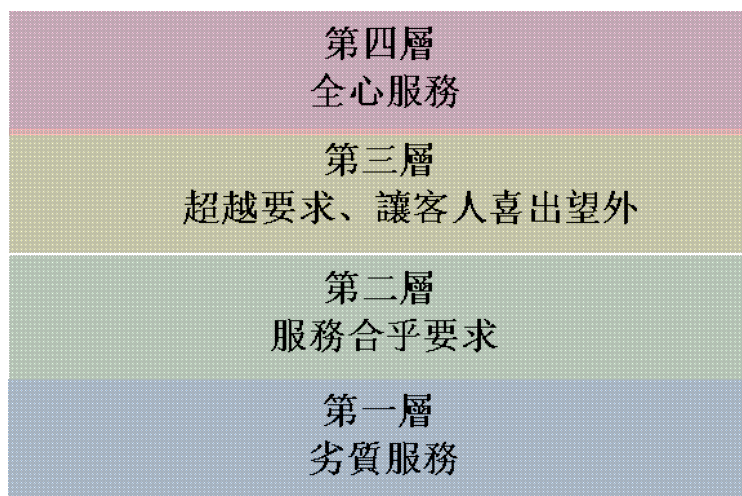 第四層
全心服務
第三層
超越要求、讓客人喜出望外
第二層
服務合乎要求
第一層
劣質服務